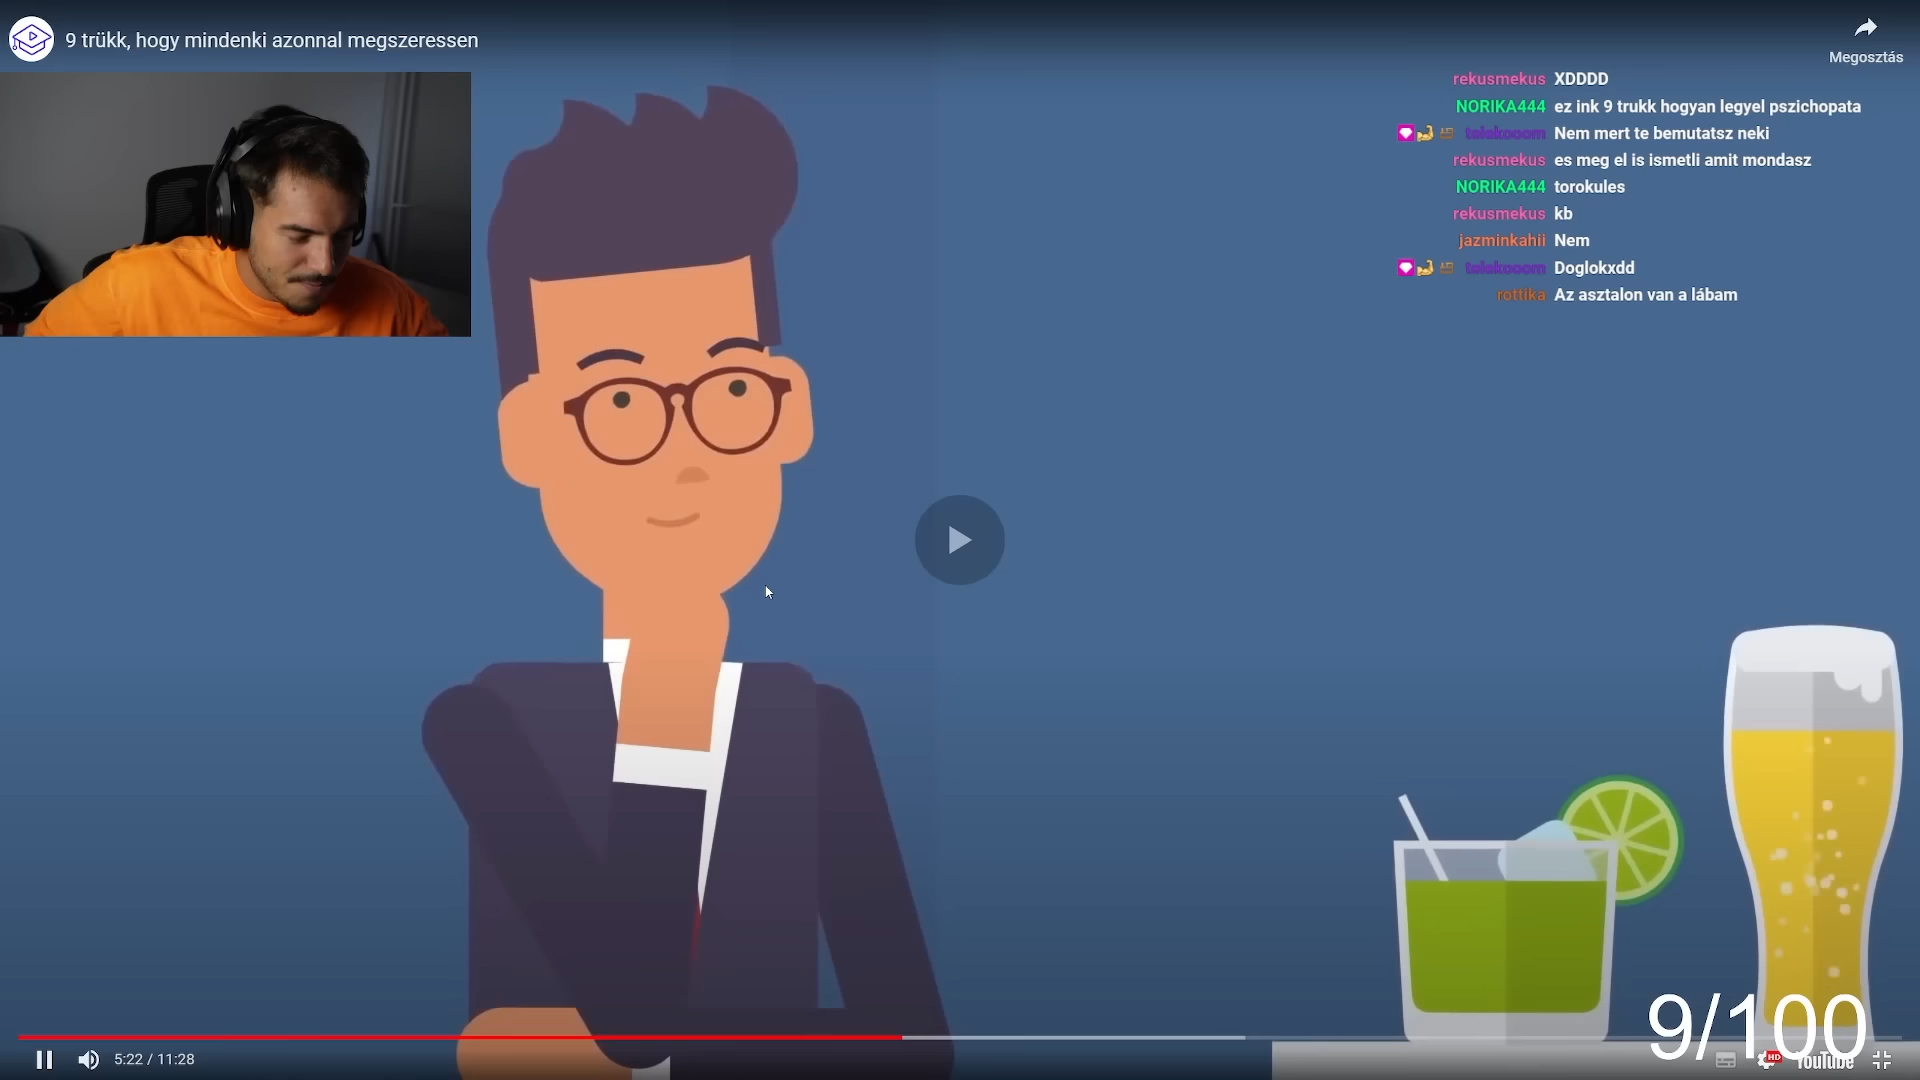 9 trükk, hogy mindenki azonnal megszeressen
Megosztás
rekusmekus XDDDD
NORIKA444 ez ink 9 trukk hogyan legyel pszichopata
Nem mert te bemutatsz neki
rekusmekus es meg el is ismetli amit mondasz
NORIKA444 torokules
rekusmekus kb
jazminkahii Nem
Doglokxdd
rottika Az asztalon van a lábam
9/100
5:22 / 11:28
HD
YouTube